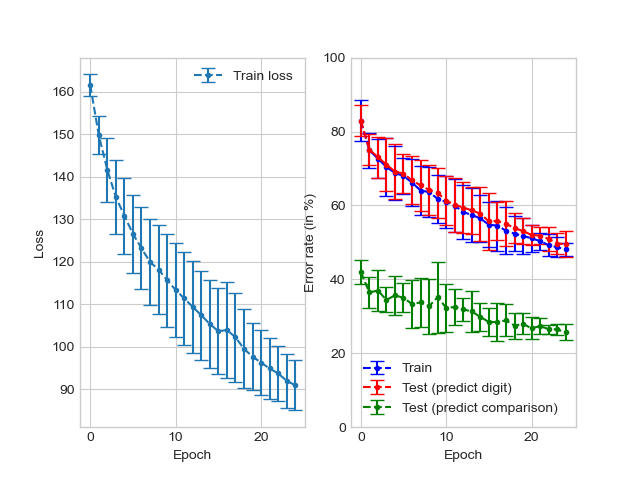 Train loss
160
150
140
130
120
110
100
90
Loss
0
10
20
Epoch
100
80
60
40
20
0
Error rate (in %)
Train
Test (predict digit)
Test (predict comparison)
0
10
20
Epoch